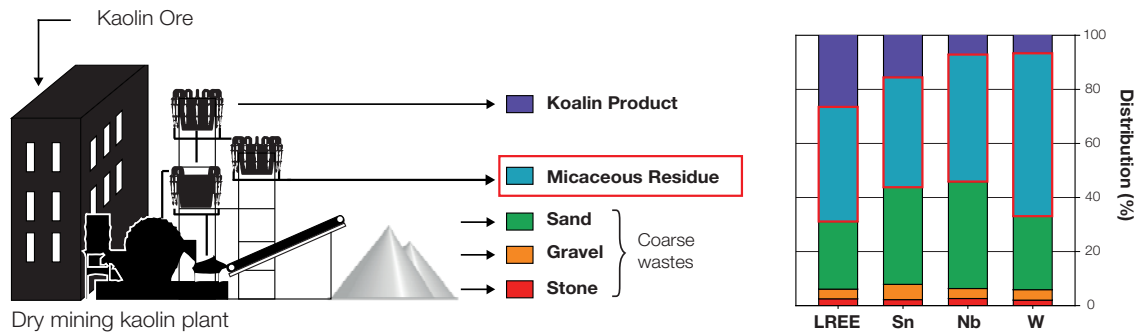 Kaolin Ore
Koalin Product
Micaceous Residue
Sand
Gravel
Stone
Coarse
wastes
Dry mining kaolin plant
100
80
60
40
20
0
Distribution (%)
LREE Sn Nb W